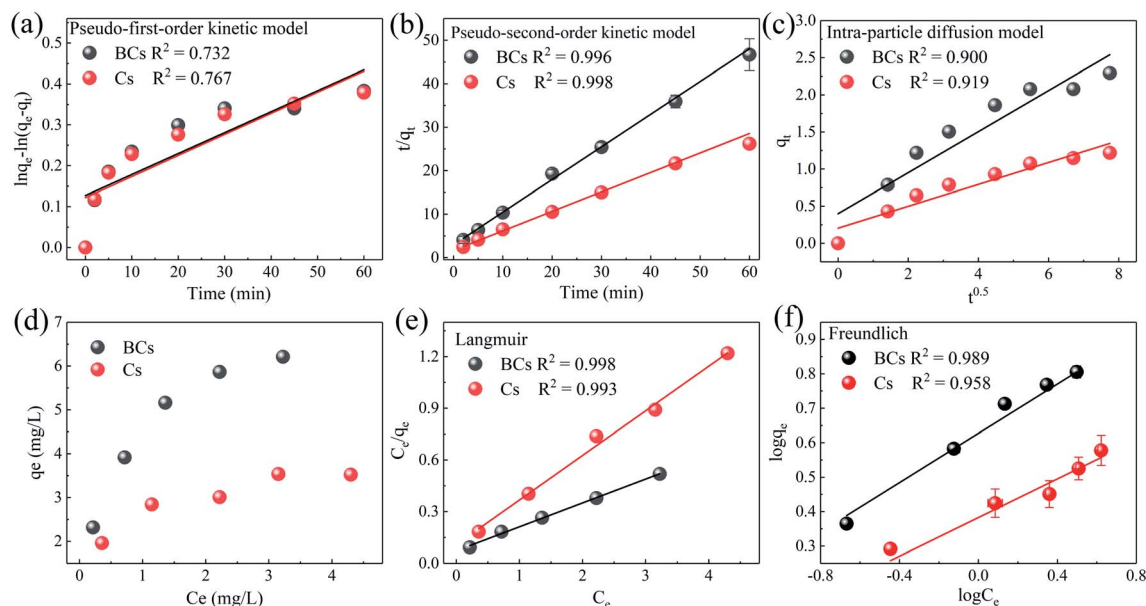 (a) Pseudo-first-order kinetic model
BCs R² = 0.732
Cs R² = 0.767
lnqₑ-ln(qₑ-qₜ)
0.5
0.4
0.3
0.2
0.1
0.0
0 10 20 30 40 50 60
Time (min)
(b) Pseudo-second-order kinetic model
BCs R² = 0.996
Cs R² = 0.998
t/qₜ
50
40
30
20
10
0
0 10 20 30 40 50 60
Time (min)
(c) Intra-particle diffusion model
BCs R² = 0.900
Cs R² = 0.919
qₜ
3.0
2.5
2.0
1.5
1.0
0.5
0.0
0 2 4 6 8
t⁰·⁵
(d)
BCs
Cs
qe (mg/L)
7
6
5
4
3
2
0 1 2 3 4
Ce (mg/L)
(e) Langmuir
BCs R² = 0.998
Cs R² = 0.993
Cₑ/qₑ
1.2
0.9
0.6
0.3
0.0
0 1 2 3 4
Cₑ
(f) Freundlich
BCs R² = 0.989
Cs R² = 0.958
logqₑ
0.9
0.8
0.7
0.6
0.5
0.4
0.3
-0.8 -0.4 0.0 0.4 0.8
logCₑ